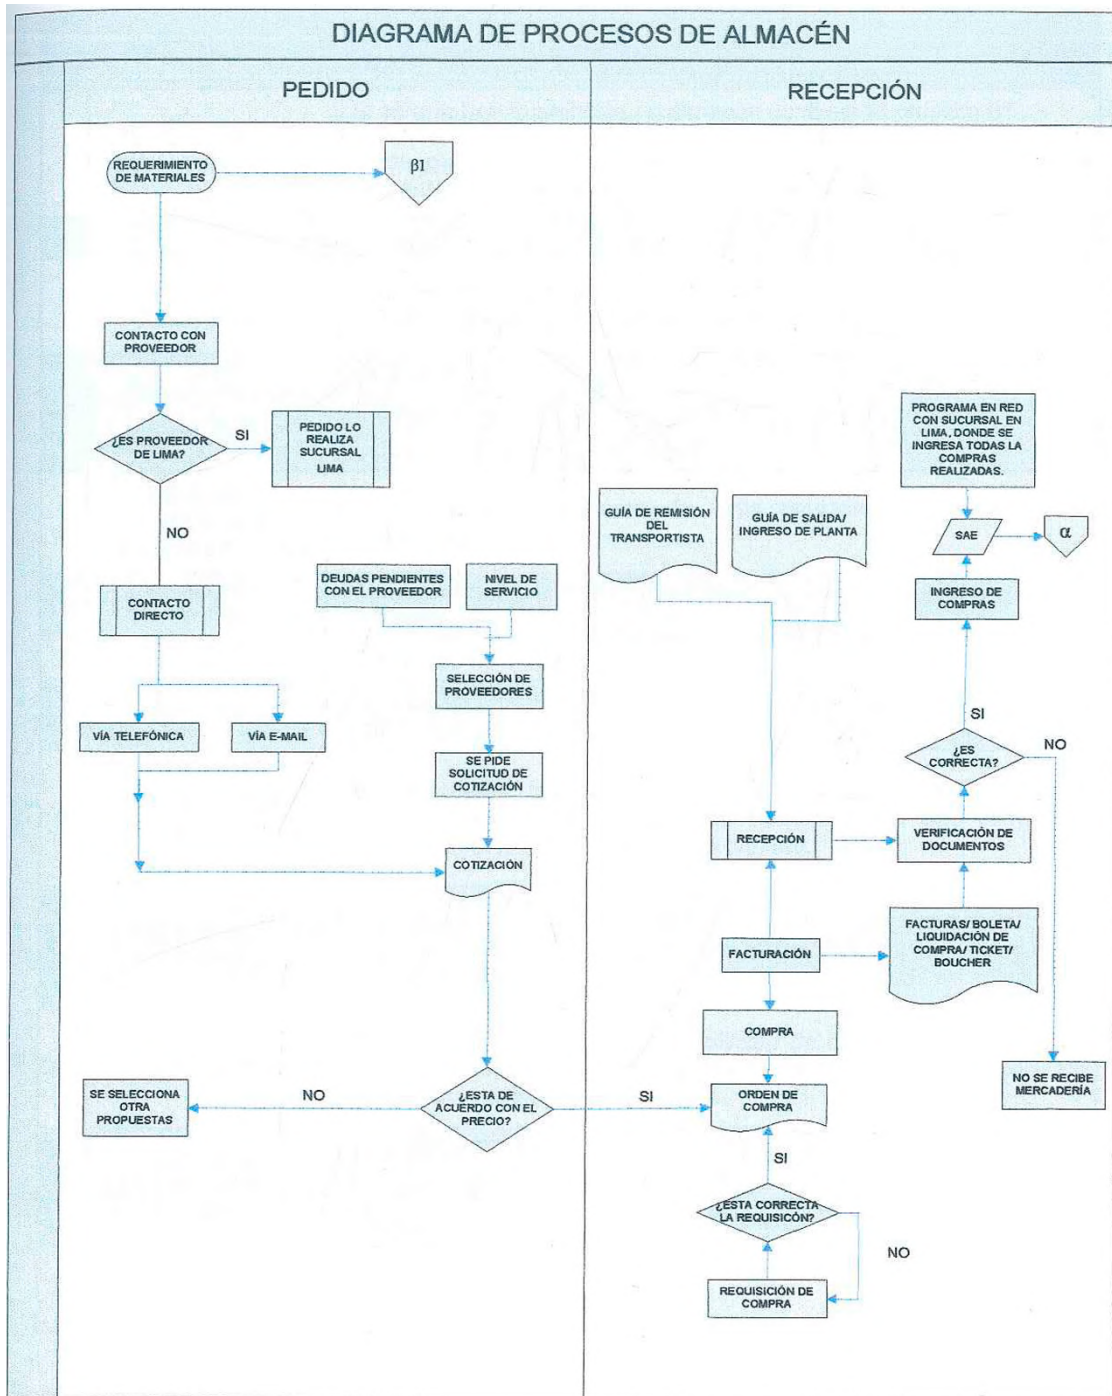 DIAGRAMA DE PROCESOS DE ALMACÉN
PEDIDO
RECEPCIÓN
REQUERIMIENTO
DE MATERIALES
β1
CONTACTO CON
PROVEEDOR
¿ES PROVEEDOR
DE LIMA?
SI
PEDIDO LO
REALIZA
SUCURSAL
LIMA
NO
CONTACTO
DIRECTO
VÍA TELEFÓNICA
VÍA E-MAIL
DEUDAS PENDIENTES
CON EL PROVEEDOR
NIVEL DE
SERVICIO
SELECCIÓN DE
PROVEEDORES
SE PIDE
SOLICITUD DE
COTIZACIÓN
COTIZACIÓN
¿ESTA DE
ACUERDO CON EL
PRECIO?
NO
SE SELECCIONA
OTRA
PROPUESTAS
SI
PROGRAMA EN RED
CON SUCURSAL EN
LIMA, DONDE SE
INGRESA TODAS LA
COMPRAS
REALIZADAS.
GUÍA DE REMISIÓN
DEL
TRANSPORTISTA
GUÍA DE SALIDA/
INGRESO DE PLANTA
SAE
α
INGRESO DE
COMPRAS
SI
¿ES
CORRECTA?
NO
RECEPCIÓN
VERIFICACIÓN DE
DOCUMENTOS
FACTURACIÓN
FACTURAS/ BOLETA/
LIQUIDACIÓN DE
COMPRA/ TICKET/
BOUCHER
COMPRA
NO SE RECIBE
MERCADERÍA
ORDEN DE
COMPRA
SI
¿ESTA CORRECTA
LA REQUISICÓN?
NO
REQUISICIÓN DE
COMPRA